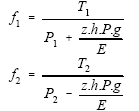 f₁ = T₁ / (P₁ + z.h.P.g / E)
f₂ = T₂ / (P₂ − z.h.P.g / E)